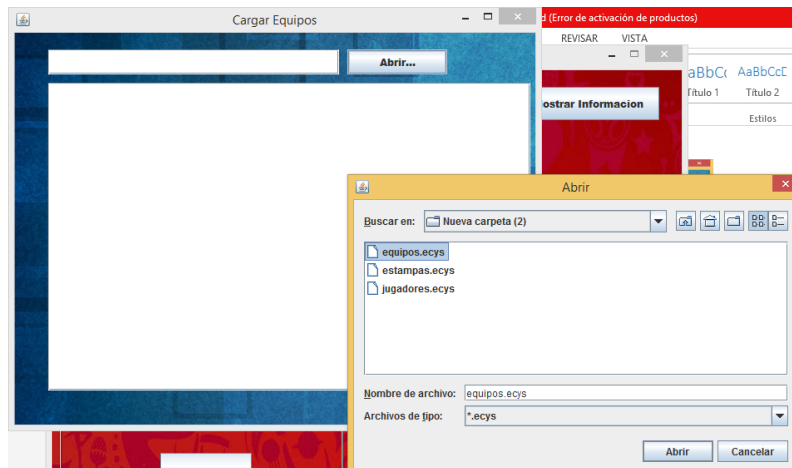 Cargar Equipos
d (Error de activación de productos)
REVISAR VISTA
Abrir...
aBbCc AaBbCcE
Título 1 Título 2
Estilos
ostrar Informacion
Abrir
Buscar en: Nueva carpeta (2)
equipos.ecys
estampas.ecys
jugadores.ecys
Nombre de archivo: equipos.ecys
Archivos de tipo: *.ecys
Abrir Cancelar